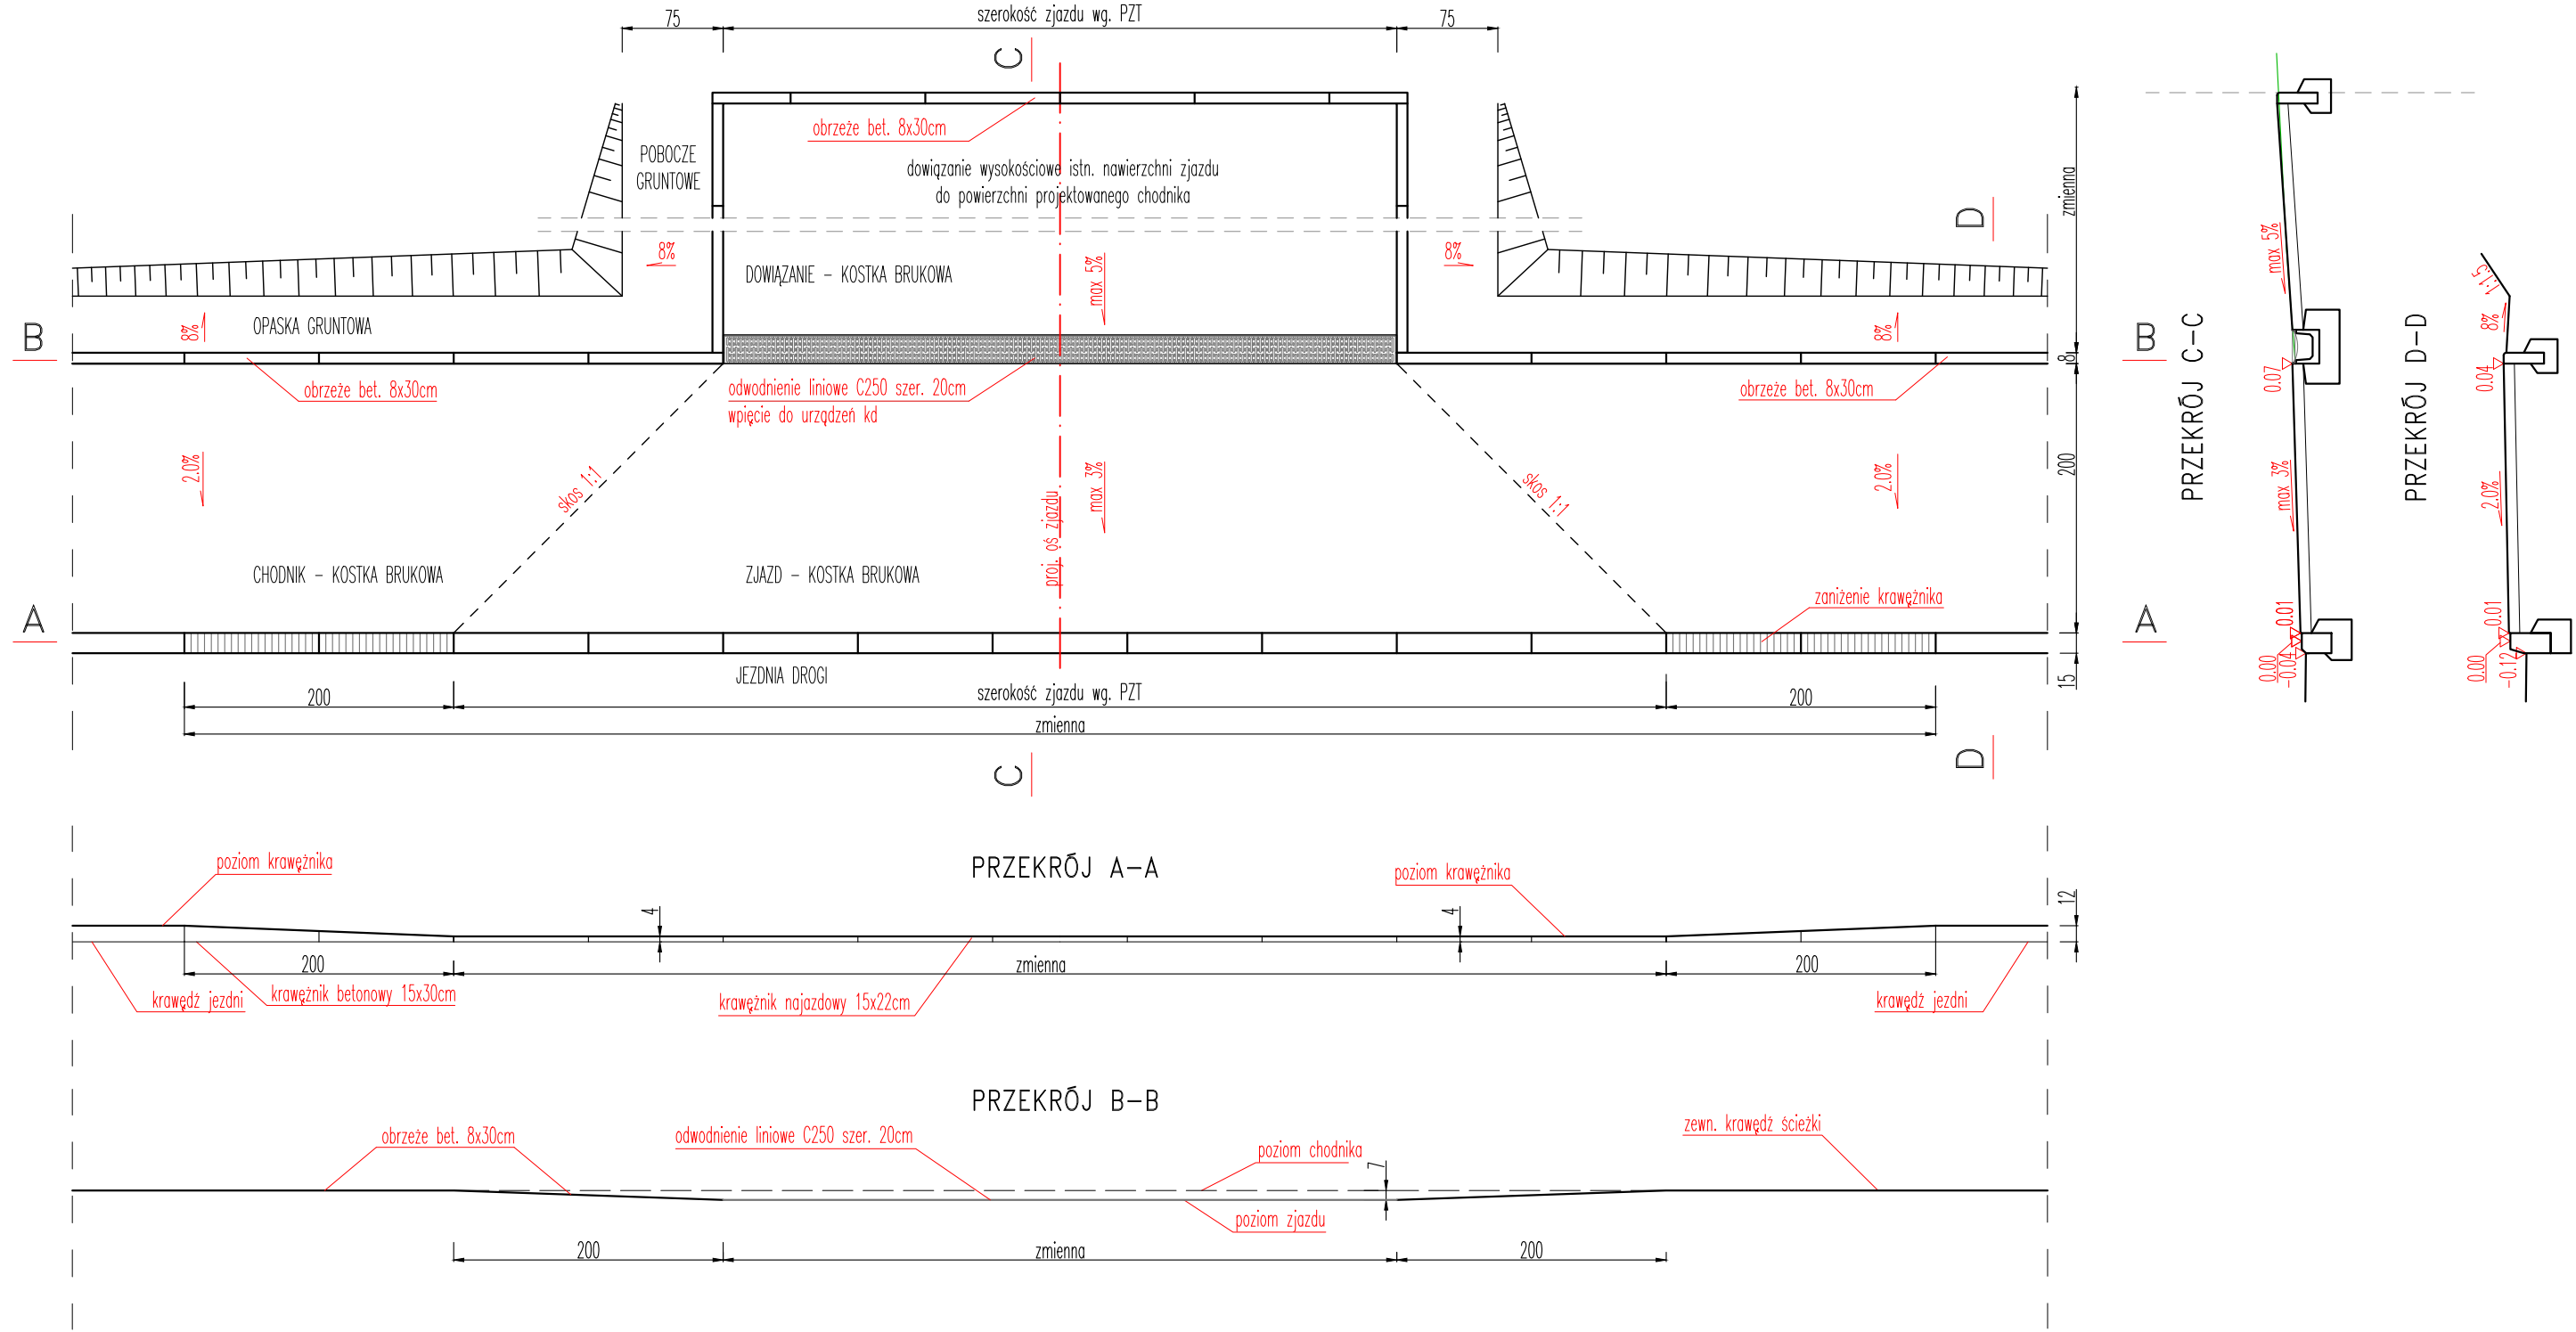 75
szerokość zjazdu wg. PZT
75
C
obrzeże bet. 8x30cm
POBOCZE
GRUNTOWE
dowiązanie wysokościowe istn. nawierzchni zjazdu
do powierzchni projektowanego chodnika
D
zmienna
8%
8%
max 5%
DOWIĄZANIE – KOSTKA BRUKOWA
B
8%
OPASKA GRUNTOWA
8%
B
8
obrzeże bet. 8x30cm
odwodnienie liniowe C250 szer. 20cm
wpięcie do urządzeń kd
obrzeże bet. 8x30cm
2.0%
skos 1:1
max 3%
proj. oś zjazdu
skos 1:1
2.0%
200
CHODNIK – KOSTKA BRUKOWA
ZJAZD – KOSTKA BRUKOWA
zaniżenie krawężnika
A
A
JEZDNIA DROGI
15
200
szerokość zjazdu wg. PZT
200
zmienna
C
D
PRZEKRÓJ C–C
max 5%
0.07
max 3%
0.01
0.00
-0.04
PRZEKRÓJ D–D
1:1.5
8%
0.04
2.0%
0.01
0.00
-0.12
PRZEKRÓJ A–A
poziom krawężnika
poziom krawężnika
4
4
12
200
zmienna
200
krawędź jezdni
krawężnik betonowy 15x30cm
krawężnik najazdowy 15x22cm
krawędź jezdni
PRZEKRÓJ B–B
obrzeże bet. 8x30cm
odwodnienie liniowe C250 szer. 20cm
poziom chodnika
7
zewn. krawędź ścieżki
poziom zjazdu
200
zmienna
200